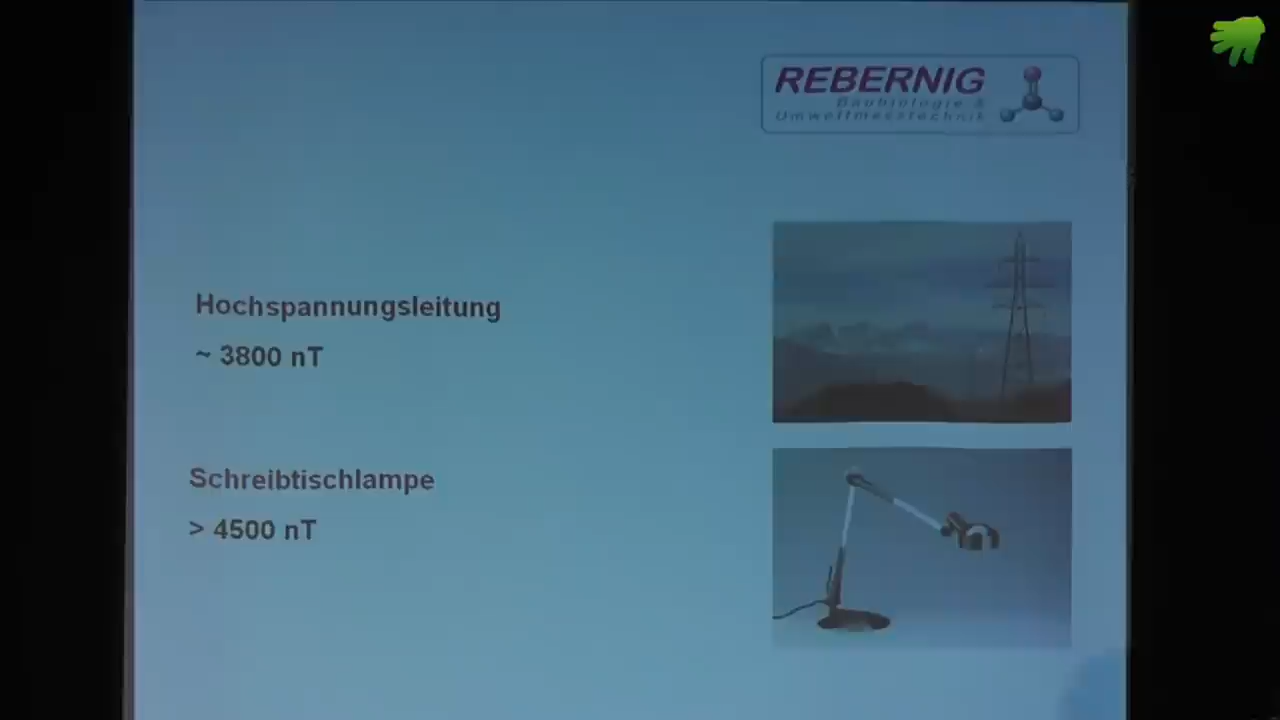 REBERNIG
Baubiologie &
Umweltmesstechnik
Hochspannungsleitung
~ 3800 nT
Schreibtischlampe
> 4500 nT